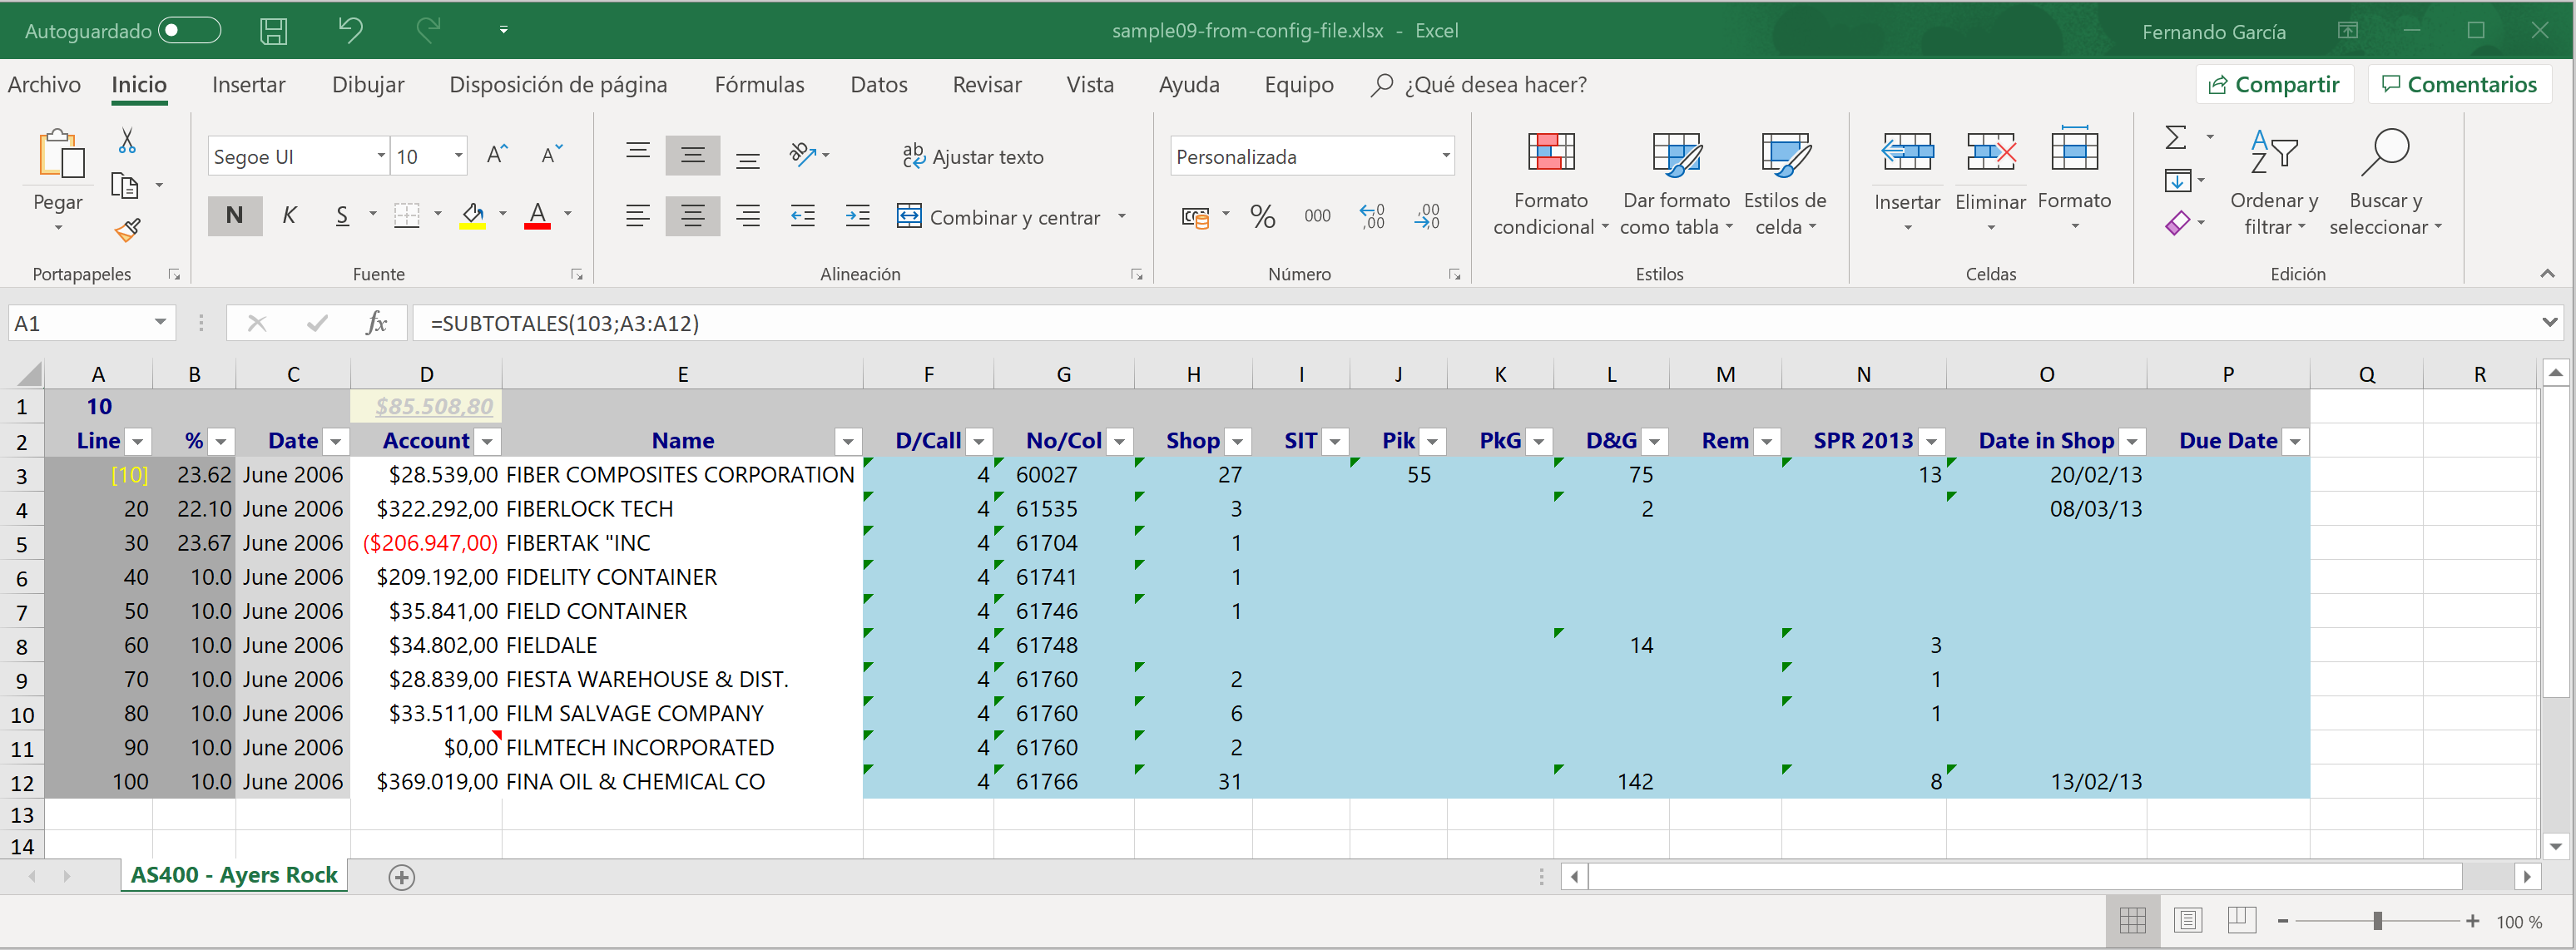 Autoguardado sample09-from-config-file.xlsx - Excel Fernando García
Archivo Inicio Insertar Dibujar Disposición de página Fórmulas Datos Revisar Vista Ayuda Equipo ¿Qué desea hacer? Compartir Comentarios
Pegar
Portapapeles
Segoe UI 10 A A
N K S A
Fuente
ab Ajustar texto
Combinar y centrar
Alineación
Personalizada
% 000 ←0 ,00 ,00 →,0
Número
Formato condicional
Dar formato como tabla
Estilos de celda
Estilos
Insertar Eliminar Formato
Celdas
Σ
Ordenar y filtrar
Buscar y seleccionar
Edición
A1 fx =SUBTOTALES(103;A3:A12)
A B C D E F G H I J K L M N O P Q R
1 10 $85.508,80
2 Line % Date Account Name D/Call No/Col Shop SIT Pik PkG D&G Rem SPR 2013 Date in Shop Due Date
3 [10] 23.62 June 2006 $28.539,00 FIBER COMPOSITES CORPORATION 4 60027 27 55 75 13 20/02/13
4 20 22.10 June 2006 $322.292,00 FIBERLOCK TECH 4 61535 3 2 08/03/13
5 30 23.67 June 2006 ($206.947,00) FIBERTAK "INC 4 61704 1
6 40 10.0 June 2006 $209.192,00 FIDELITY CONTAINER 4 61741 1
7 50 10.0 June 2006 $35.841,00 FIELD CONTAINER 4 61746 1
8 60 10.0 June 2006 $34.802,00 FIELDALE 4 61748 14 3
9 70 10.0 June 2006 $28.839,00 FIESTA WAREHOUSE & DIST. 4 61760 2 1
10 80 10.0 June 2006 $33.511,00 FILM SALVAGE COMPANY 4 61760 6 1
11 90 10.0 June 2006 $0,00 FILMTECH INCORPORATED 4 61760 2
12 100 10.0 June 2006 $369.019,00 FINA OIL & CHEMICAL CO 4 61766 31 142 8 13/02/13
13
14
AS400 - Ayers Rock
100 %